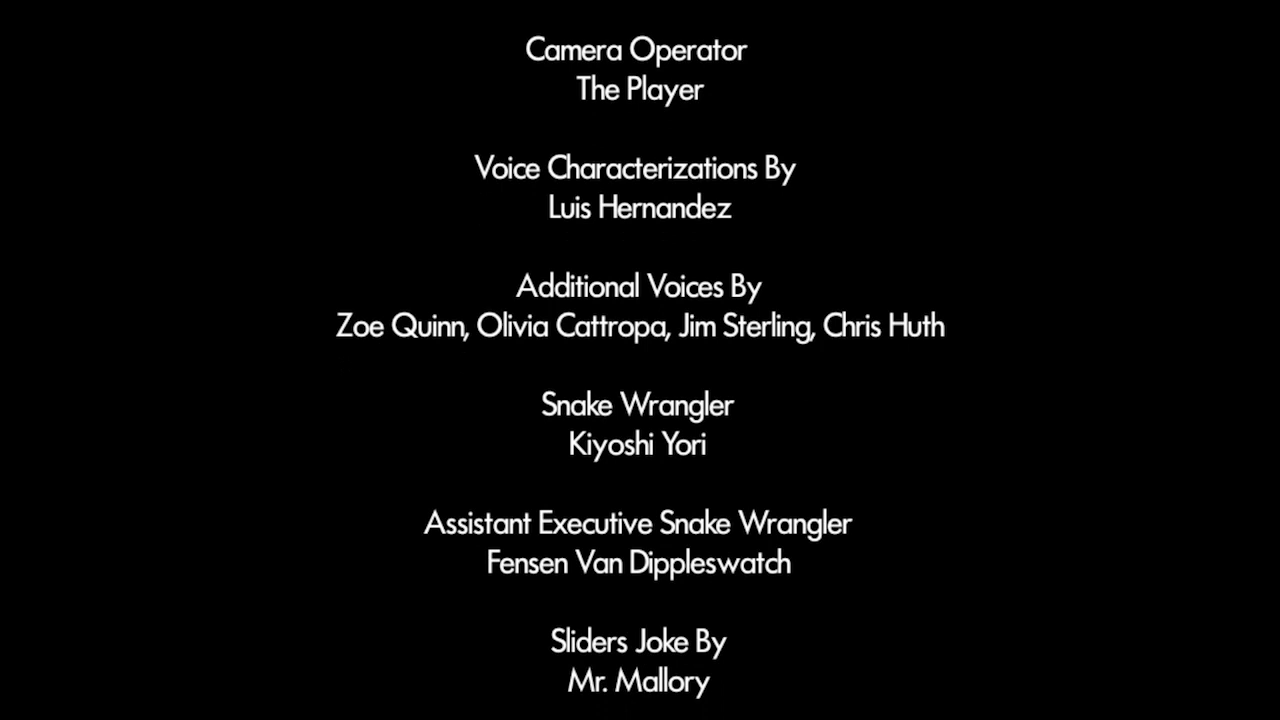 Camera Operator
The Player
Voice Characterizations By
Luis Hernandez
Additional Voices By
Zoe Quinn, Olivia Cattropa, Jim Sterling, Chris Huth
Snake Wrangler
Kiyoshi Yori
Assistant Executive Snake Wrangler
Fensen Van Dippleswatch
Sliders Joke By
Mr. Mallory